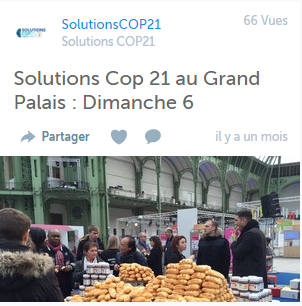 SolutionsCOP21
66 Vues
Solutions COP21
Solutions Cop 21 au Grand
Palais : Dimanche 6
Partager
il y a un mois